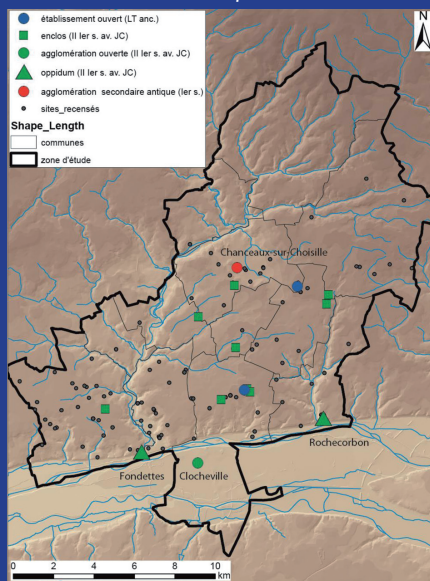 établissement ouvert (LT anc.)
enclos (II Ier s. av. JC)
agglomération ouverte (II Ier s. av. JC)
oppidum (II Ier s. av. JC)
agglomération secondaire antique (Ier s.)
sites_recensés
Shape_Length
communes
zone d'étude
N
Chanceaux-sur-Choisille
Rochecorbon
Fondettes Clocheville
0 2 4 6 8 10
km